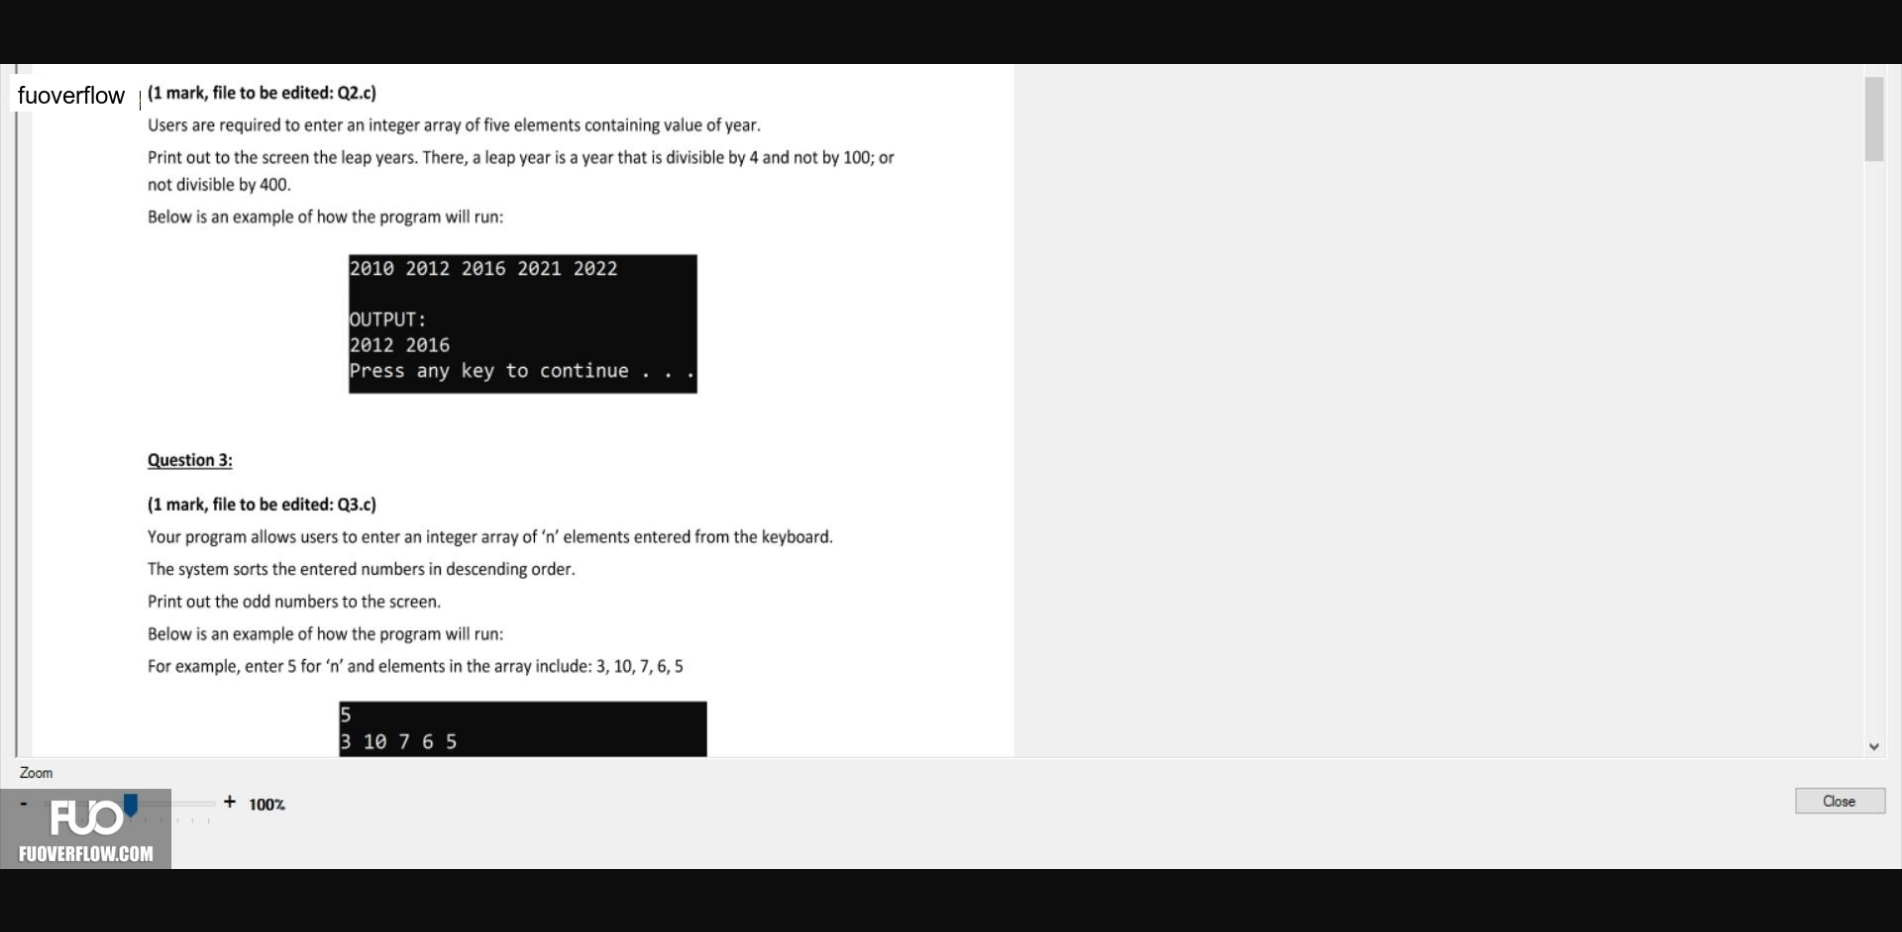 fuoverflow
(1 mark, file to be edited: Q2.c)
Users are required to enter an integer array of five elements containing value of year.
Print out to the screen the leap years. There, a leap year is a year that is divisible by 4 and not by 100; or
not divisible by 400.
Below is an example of how the program will run:
2010 2012 2016 2021 2022
OUTPUT:
2012 2016
Press any key to continue . . .
Question 3:
(1 mark, file to be edited: Q3.c)
Your program allows users to enter an integer array of ‘n’ elements entered from the keyboard.
The system sorts the entered numbers in descending order.
Print out the odd numbers to the screen.
Below is an example of how the program will run:
For example, enter 5 for ‘n’ and elements in the array include: 3, 10, 7, 6, 5
5
3 10 7 6 5
Zoom
- + 100%
Close
FUO
FUOVERFLOW.COM